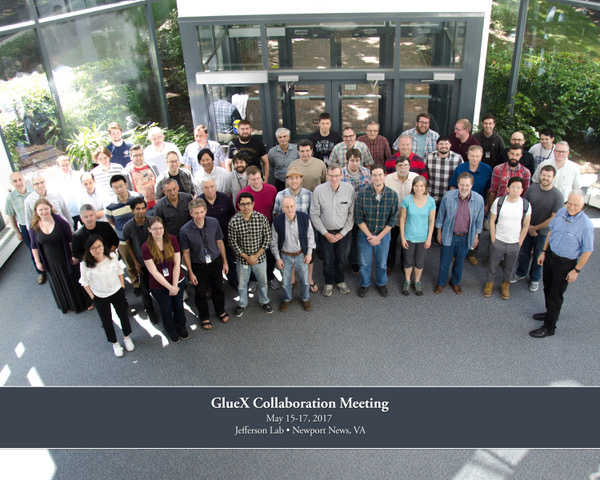 GlueX Collaboration Meeting
May 15-17, 2017
Jefferson Lab • Newport News, VA